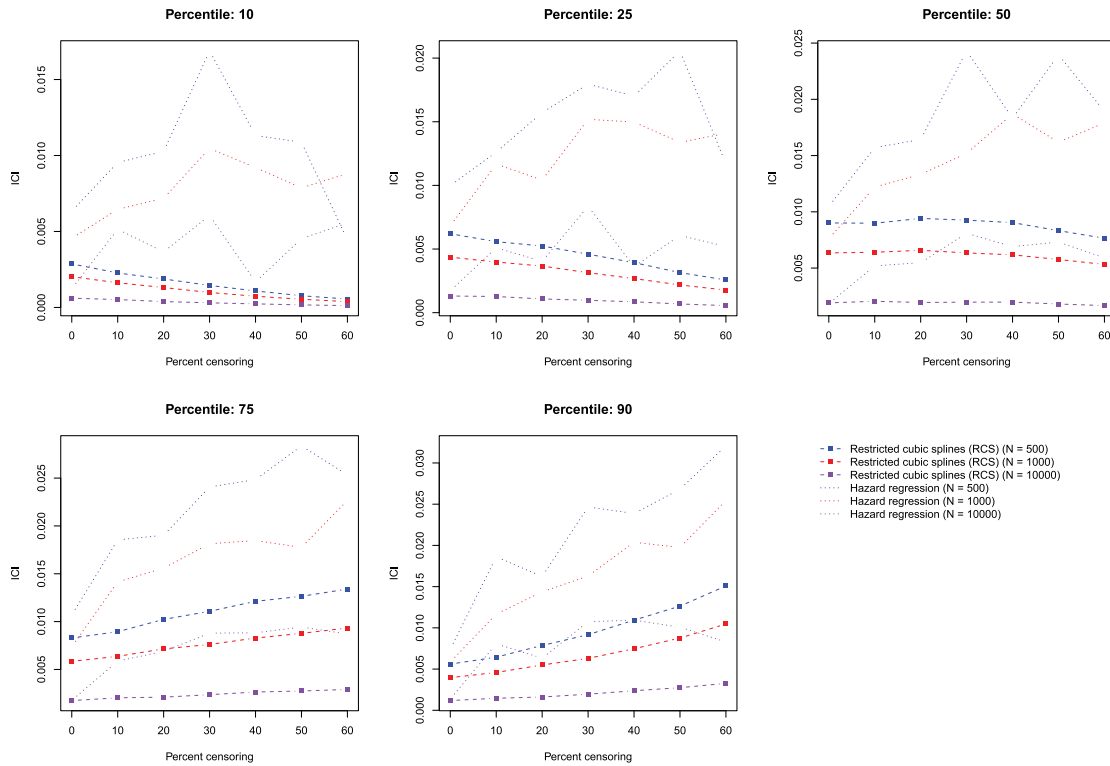 Percentile: 10
ICI
0.000
0.005
0.010
0.015
0
10
20
30
40
50
60
Percent censoring
Percentile: 25
ICI
0.000
0.005
0.010
0.015
0.020
0
10
20
30
40
50
60
Percent censoring
Percentile: 50
ICI
0.005
0.010
0.015
0.020
0.025
0
10
20
30
40
50
60
Percent censoring
Percentile: 75
ICI
0.005
0.010
0.015
0.020
0.025
0
10
20
30
40
50
60
Percent censoring
Percentile: 90
ICI
0.000
0.005
0.010
0.015
0.020
0.025
0.030
0
10
20
30
40
50
60
Percent censoring
Restricted cubic splines (RCS) (N = 500)
Restricted cubic splines (RCS) (N = 1000)
Restricted cubic splines (RCS) (N = 10000)
Hazard regression (N = 500)
Hazard regression (N = 1000)
Hazard regression (N = 10000)